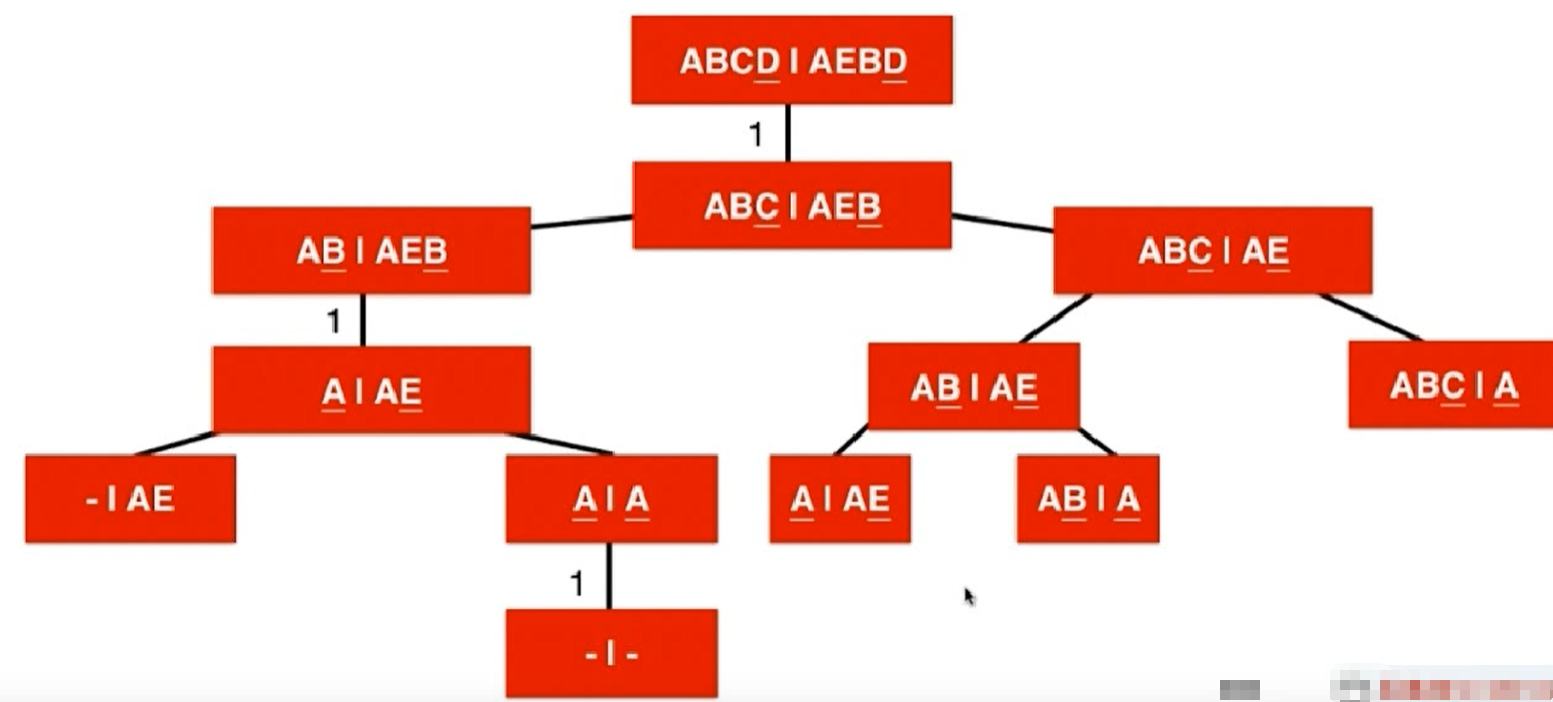 ABCD | AEBD
1
ABC | AEB
AB | AEB
ABC | AE
1
A | AE
AB | AE
ABC | A
- | AE
A | A
A | AE
AB | A
1
- | -